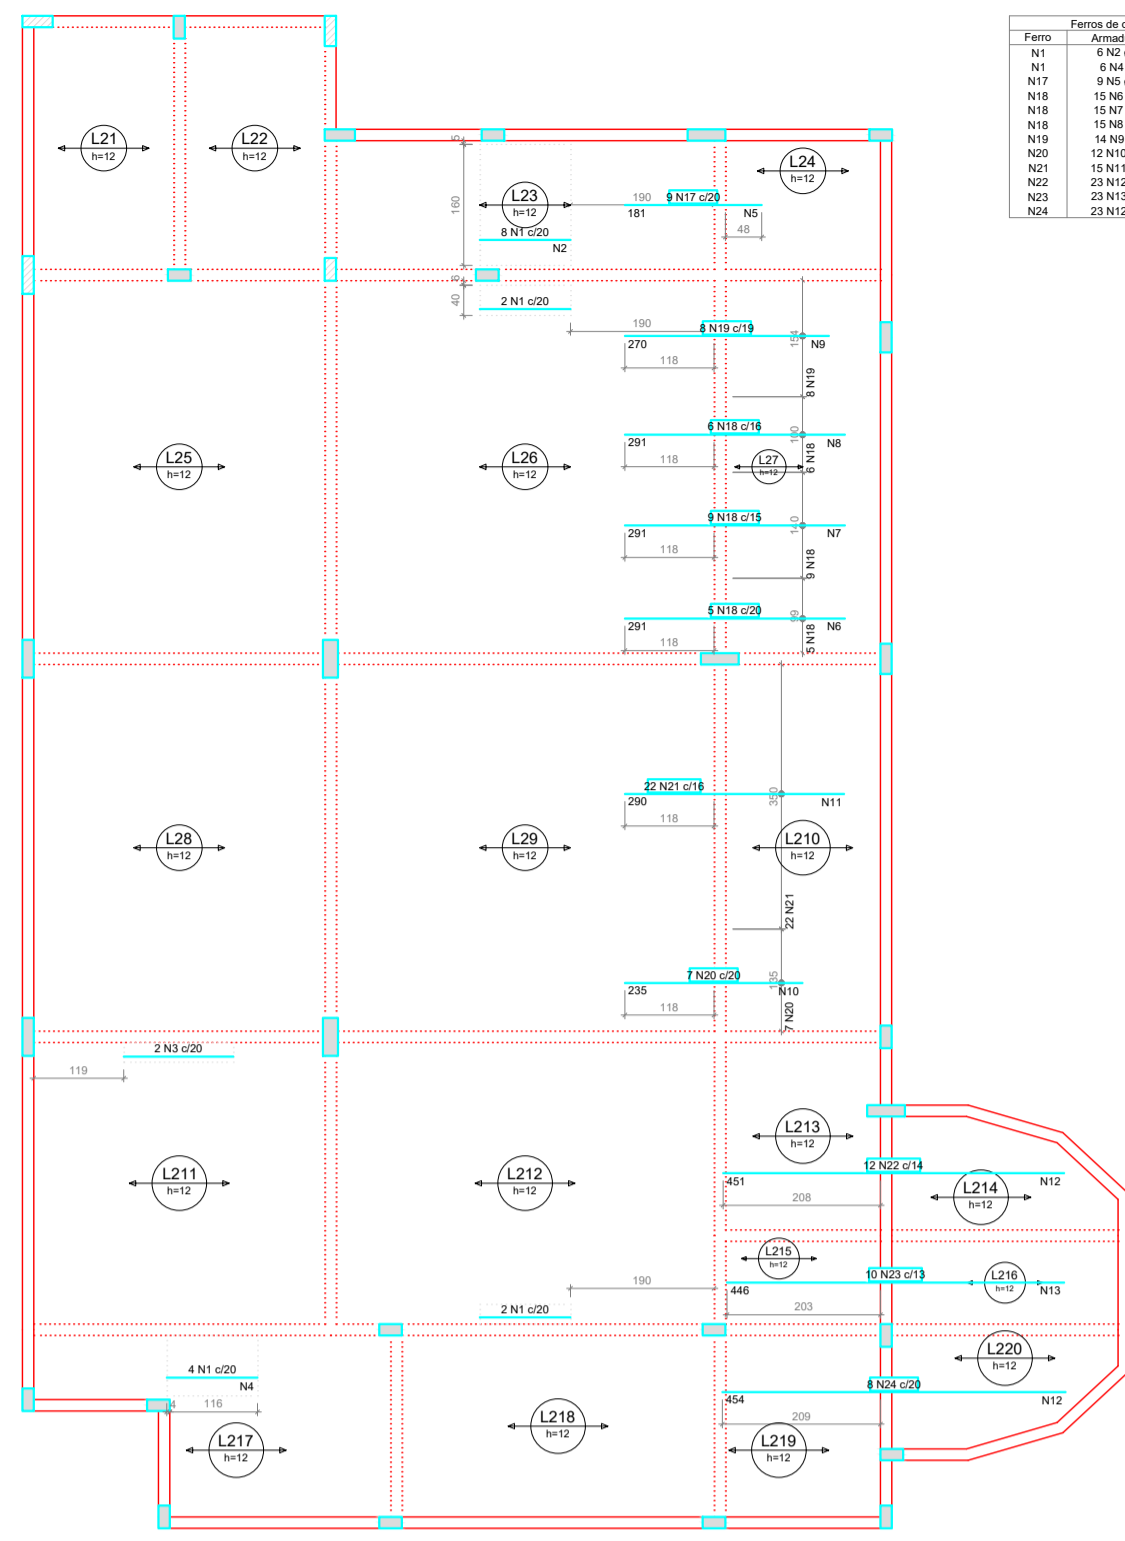 Ferros de
Ferro Armad
N1 6 N2
N1 6 N4
N17 9 N5
N18 15 N6
N18 15 N7
N18 15 N8
N19 14 N9
N20 12 N10
N21 15 N11
N22 23 N12
N23 23 N13
N24 23 N12
L21
h=12
L22
h=12
5
160
L23
h=12
8 N1 c/20
N2
190
9 N17 c/20
181
N5
48
L24
h=12
40
2 N1 c/20
190
8 N19 c/19
270
N9
118
154
8 N19
6 N18 c/16
291
N8
118
100
6 N18
L25
h=12
L26
h=12
L27
h=12
9 N18 c/15
291
N7
118
140
9 N18
5 N18 c/20
291
N6
118
99
5 N18
22 N21 c/16
290
N11
118
350
22 N21
L28
h=12
L29
h=12
L210
h=12
7 N20 c/20
235
N10
118
135
7 N20
2 N3 c/20
119
L211
h=12
L212
h=12
L213
h=12
12 N22 c/14
451
N12
208
L214
h=12
L215
h=12
10 N23 c/13
446
N13
203
L216
h=12
190
2 N1 c/20
4 N1 c/20
N4
4
116
L220
h=12
8 N24 c/20
454
N12
209
L217
h=12
L218
h=12
L219
h=12